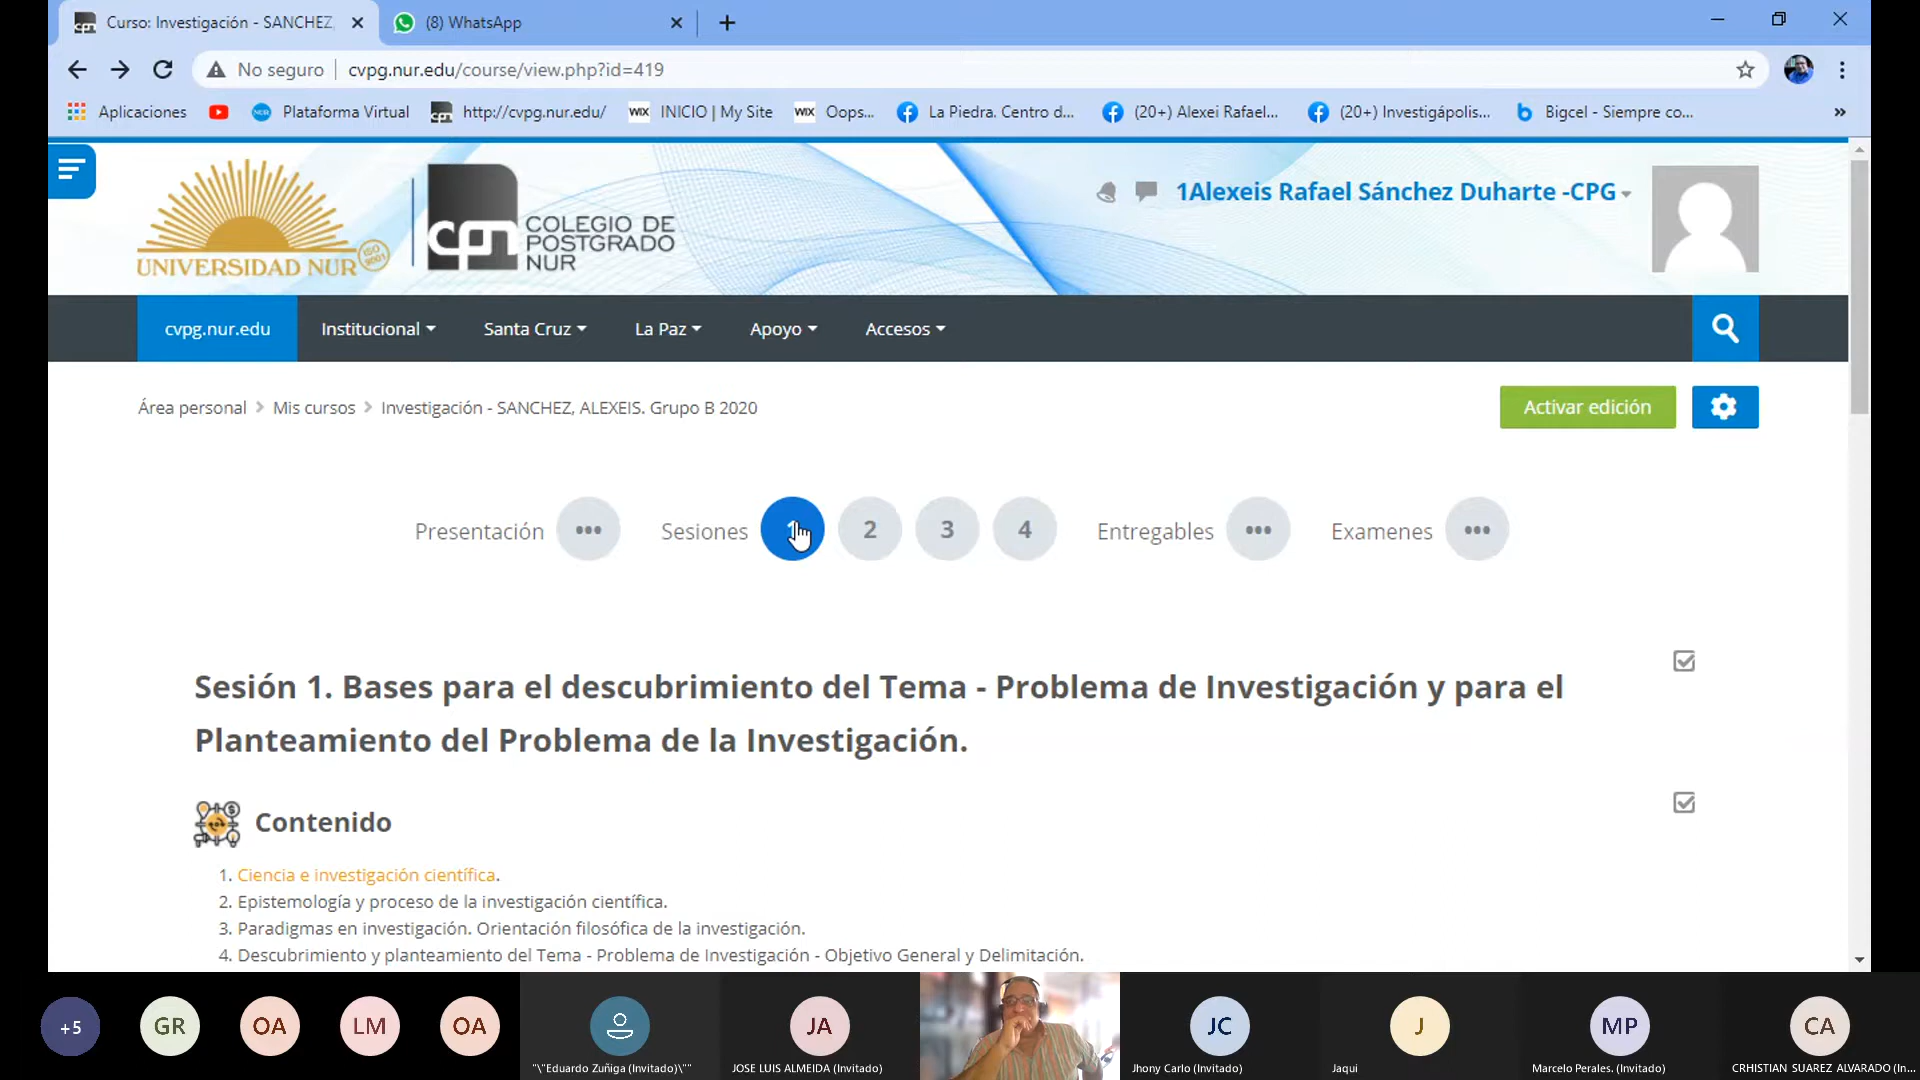 Curso: Investigación - SANCHEZ,
(8) WhatsApp
No seguro
cvpg.nur.edu/course/view.php?id=419
Aplicaciones
Plataforma Virtual
http://cvpg.nur.edu/
WIX INICIO | My Site
WIX Oops...
La Piedra. Centro d...
(20+) Alexei Rafael...
(20+) Investigápolis...
Bigcel - Siempre co...
UNIVERSIDAD NUR
ISO 9001
cpn
COLEGIO DE
POSTGRADO
NUR
1Alexeis Rafael Sánchez Duharte -CPG
cvpg.nur.edu
Institucional
Santa Cruz
La Paz
Apoyo
Accesos
Área personal > Mis cursos > Investigación - SANCHEZ, ALEXEIS. Grupo B 2020
Activar edición
Presentación
Sesiones 1 2 3 4
Entregables
Examenes
Sesión 1. Bases para el descubrimiento del Tema - Problema de Investigación y para el
Planteamiento del Problema de la Investigación.
Contenido
1. Ciencia e investigación científica.
2. Epistemología y proceso de la investigación científica.
3. Paradigmas en investigación. Orientación filosófica de la investigación.
4. Descubrimiento y planteamiento del Tema - Problema de Investigación - Objetivo General y Delimitación.
+5
GR
OA
LM
OA
"\"Eduardo Zuñiga (Invitado)\""
JA
JOSE LUIS ALMEIDA (Invitado)
JC
Jhony Carlo (Invitado)
J
Jaqui
MP
Marcelo Perales. (Invitado)
CA
CRHISTIAN SUAREZ ALVARADO (In...